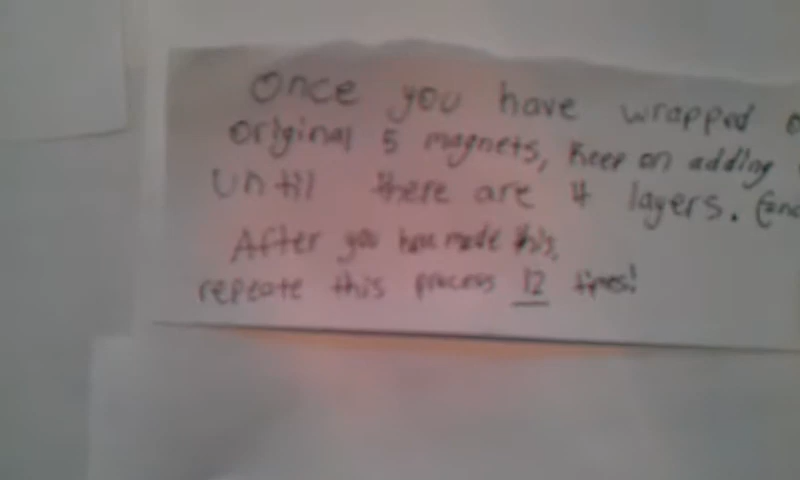 Once you have wrapped
original 5 magnets, Keep on adding
Until there are 4 layers.
After you have made this,
repeate this process 12 times!